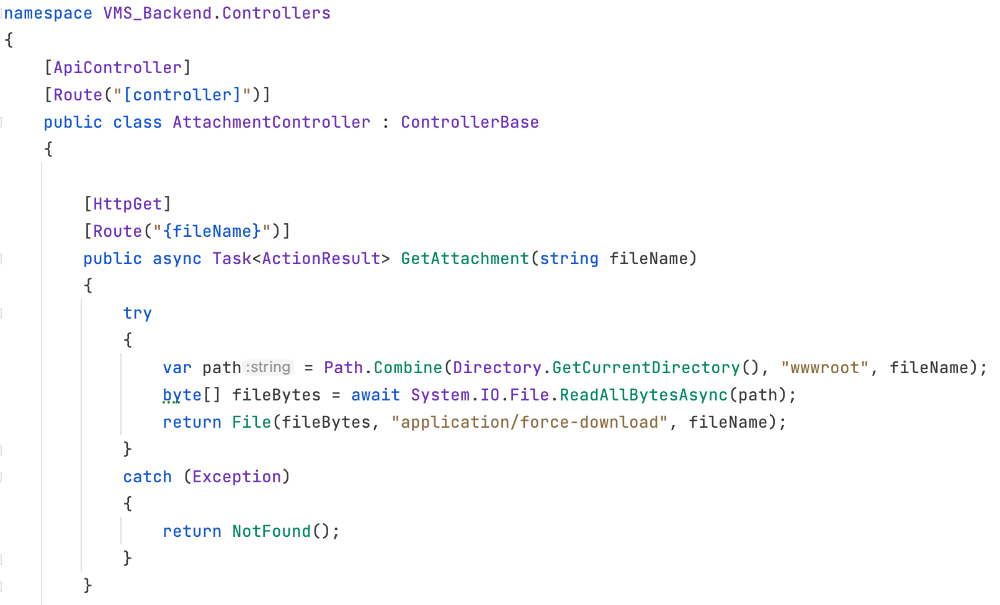 namespace VMS_Backend.Controllers
{
[ApiController]
[Route("[controller]")]
public class AttachmentController : ControllerBase
{
[HttpGet]
[Route("{fileName}")]
public async Task<ActionResult> GetAttachment(string fileName)
{
try
{
var path :string = Path.Combine(Directory.GetCurrentDirectory(), "wwwroot", fileName);
byte[] fileBytes = await System.IO.File.ReadAllBytesAsync(path);
return File(fileBytes, "application/force-download", fileName);
}
catch (Exception)
{
return NotFound();
}
}